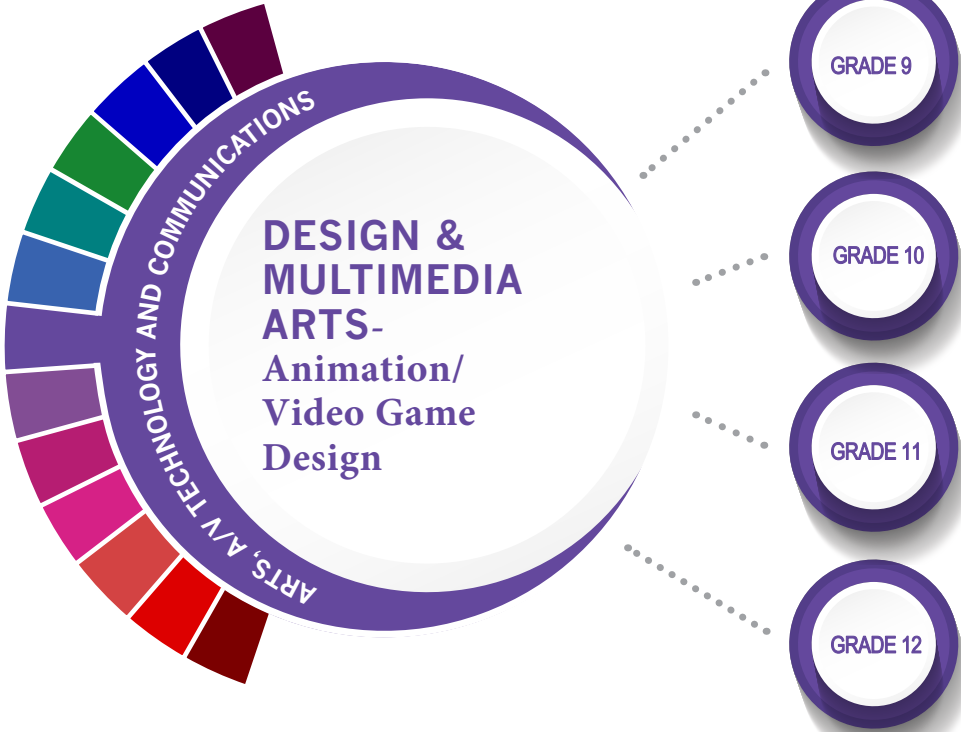 ARTS, A/V TECHNOLOGY AND COMMUNICATIONS
DESIGN &
MULTIMEDIA
ARTS-
Animation/
Video Game
Design
GRADE 9
GRADE 10
GRADE 11
GRADE 12